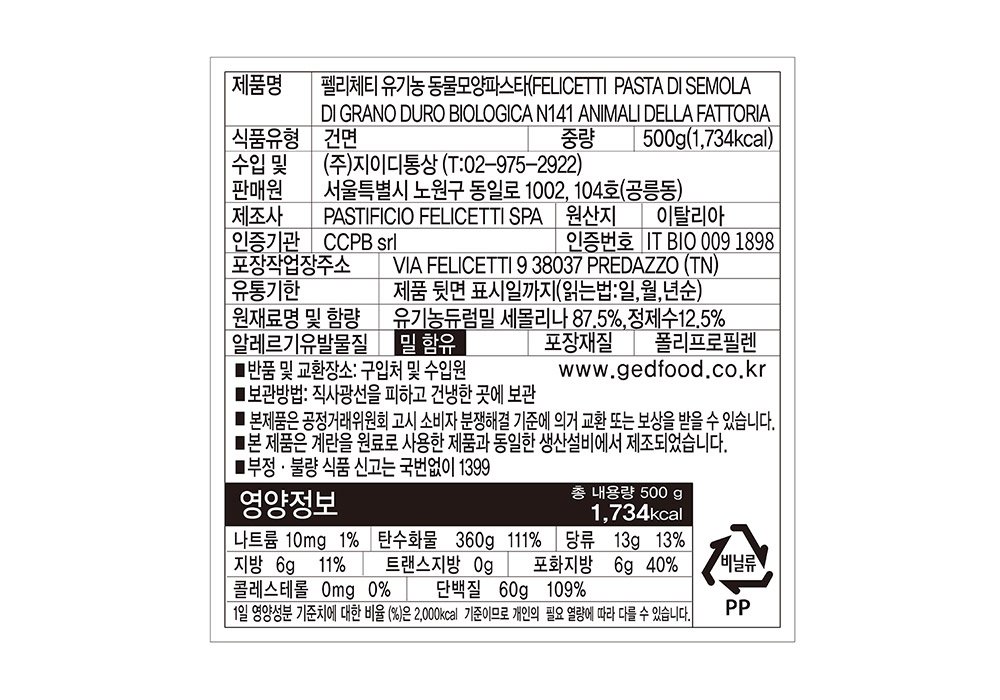 제품명 펠리체티 유기농 동물모양파스타(FELICETTI PASTA DI SEMOLA
DI GRANO DURO BIOLOGICA N141 ANIMALI DELLA FATTORIA
식품유형 건면 중량 500g(1,734kcal)
수입 및 (주)지이디통상 (T:02-975-2922)
판매원 서울특별시 노원구 동일로 1002, 104호(공릉동)
제조사 PASTIFICIO FELICETTI SPA 원산지 이탈리아
인증기관 CCPB srl 인증번호 IT BIO 009 1898
포장작업장주소 VIA FELICETTI 9 38037 PREDAZZO (TN)
유통기한 제품 뒷면 표시일까지(읽는법:일,월,년순)
원재료명 및 함량 유기농듀럼밀 세몰리나 87.5%,정제수12.5%
알레르기유발물질 밀 함유 포장재질 폴리프로필렌
■반품 및 교환장소: 구입처 및 수입원 www.gedfood.co.kr
■보관방법: 직사광선을 피하고 건냉한 곳에 보관
■ 본제품은 공정거래위원회 고시 소비자 분쟁해결 기준에 의거 교환 또는 보상을 받을 수 있습니다.
■본 제품은 계란을 원료로 사용한 제품과 동일한 생산설비에서 제조되었습니다.
■부정·불량 식품 신고는 국번없이 1399
영양정보 총 내용량 500 g
1,734kcal
나트륨 10mg 1% 탄수화물 360g 111% 당류 13g 13%
지방 6g 11% 트랜스지방 0g 포화지방 6g 40%
콜레스테롤 0mg 0% 단백질 60g 109%
1일 영양성분 기준치에 대한 비율 (%)은 2,000kcal 기준이므로 개인의 필요 열량에 따라 다를 수 있습니다.
비닐류
PP